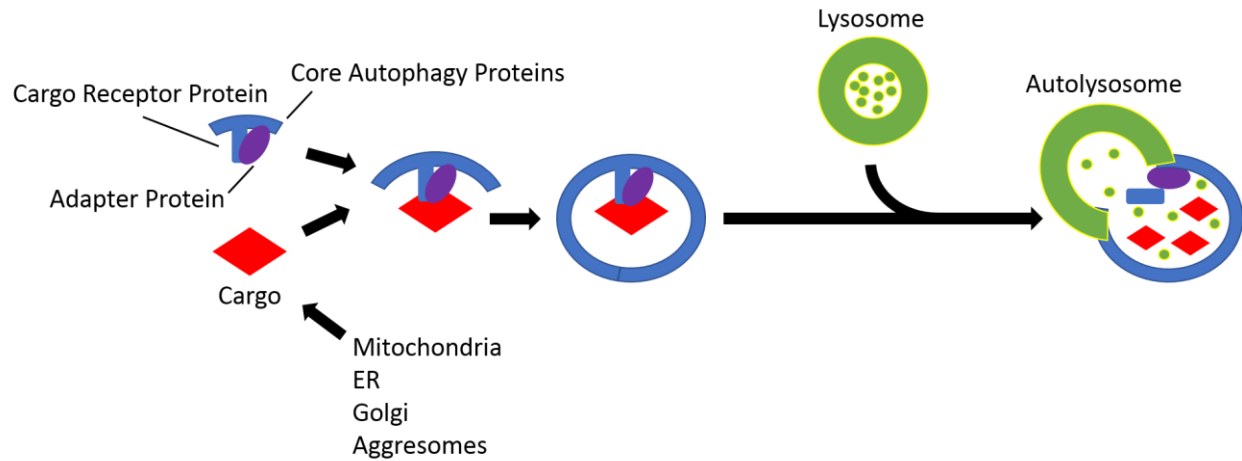 Lysosome
Core Autophagy Proteins
Autolysosome
Cargo Receptor Protein
Adapter Protein
Cargo
Mitochondria
ER
Golgi
Aggresomes